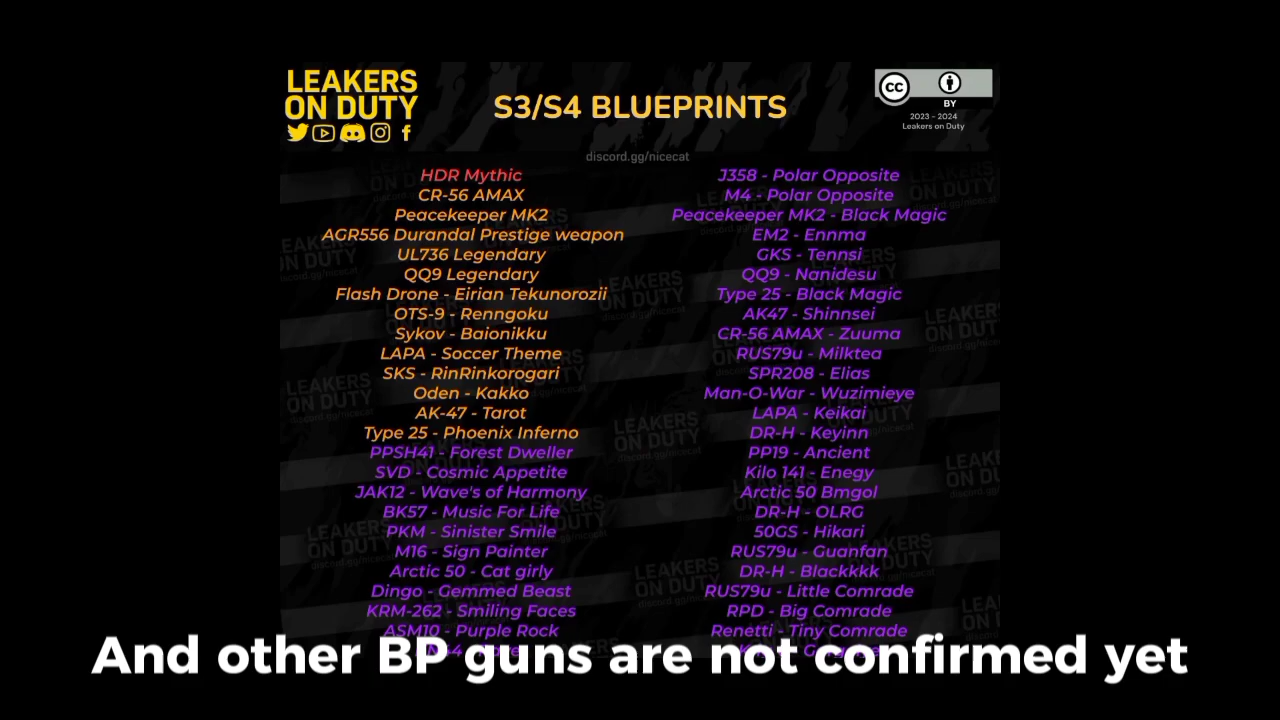 LEAKERS
ON DUTY
S3/S4 BLUEPRINTS
CC
BY
2023 - 2024
Leakers on Duty
discord.gg/nicecat
HDR Mythic
CR-56 AMAX
Peacekeeper MK2
AGR556 Durandal Prestige weapon
UL736 Legendary
QQ9 Legendary
Flash Drone - Eirian Tekunorozii
OTS-9 - Renngoku
Sykov - Baionikku
LAPA - Soccer Theme
SKS - RinRinkorogari
Oden - Kakko
AK-47 - Tarot
Type 25 - Phoenix Inferno
PPSH41 - Forest Dweller
SVD - Cosmic Appetite
JAK12 - Wave's of Harmony
BK57 - Music For Life
PKM - Sinister Smile
M16 - Sign Painter
Arctic 50 - Cat girly
Dingo - Gemmed Beast
KRM-262 - Smiling Faces
ASM10 - Purple Rock
J358 - Polar Opposite
M4 - Polar Opposite
Peacekeeper MK2 - Black Magic
EM2 - Ennma
GKS - Tennsi
QQ9 - Nanidesu
Type 25 - Black Magic
AK47 - Shinnsei
CR-56 AMAX - Zuuma
RUS79u - Milktea
SPR208 - Elias
Man-O-War - Wuzimieye
LAPA - Keikai
DR-H - Keyinn
PP19 - Ancient
Kilo 141 - Enegy
Arctic 50 Bmgol
DR-H - OLRG
50GS - Hikari
RUS79u - Guanfan
DR-H - Blackkkk
RUS79u - Little Comrade
RPD - Big Comrade
Renetti - Tiny Comrade
And other BP guns are not confirmed yet